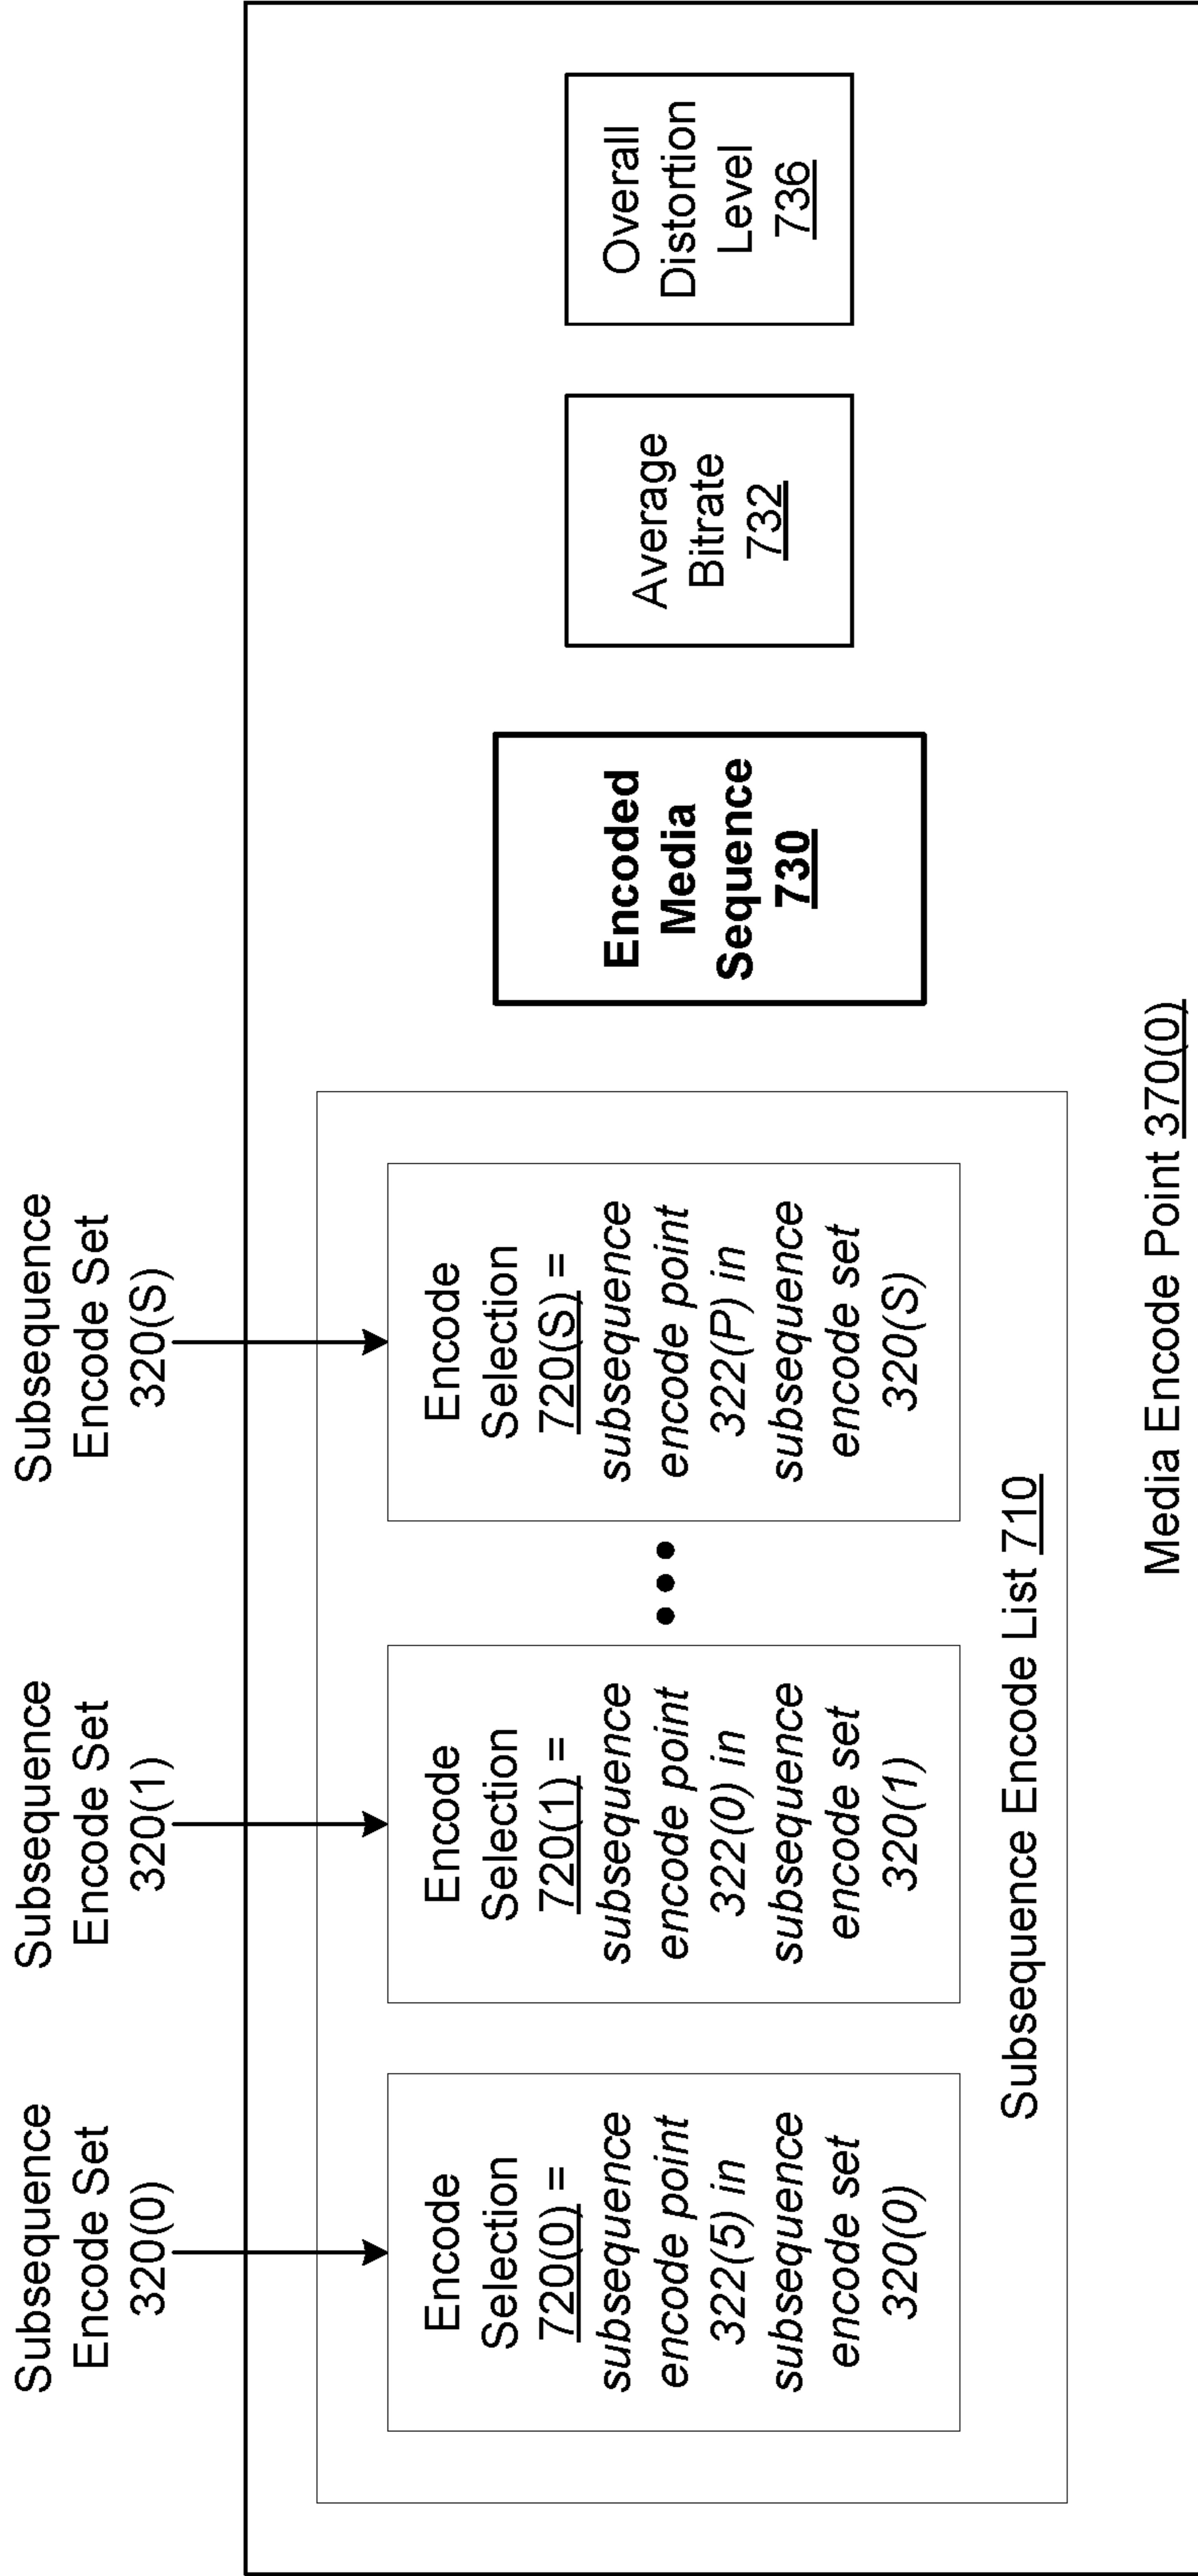 Subsequence
Encode Set
320(0)
Subsequence
Encode Set
320(1)
Subsequence
Encode Set
320(S)
Encode
Selection
720(0) =
subsequence
encode point
322(5) in
subsequence
encode set
320(0)
Encode
Selection
720(1) =
subsequence
encode point
322(0) in
subsequence
encode set
320(1)
Encode
Selection
720(S) =
subsequence
encode point
322(P) in
subsequence
encode set
320(S)
Subsequence Encode List 710
Encoded
Media
Sequence
730
Average
Bitrate
732
Overall
Distortion
Level
736
Media Encode Point 370(0)